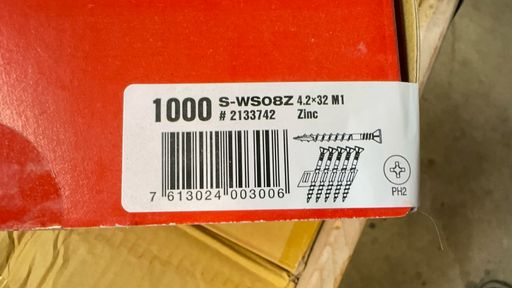 1000 S-WS08Z 4.2×32 M1
# 2133742 Zinc
7 613024 003006
PH2